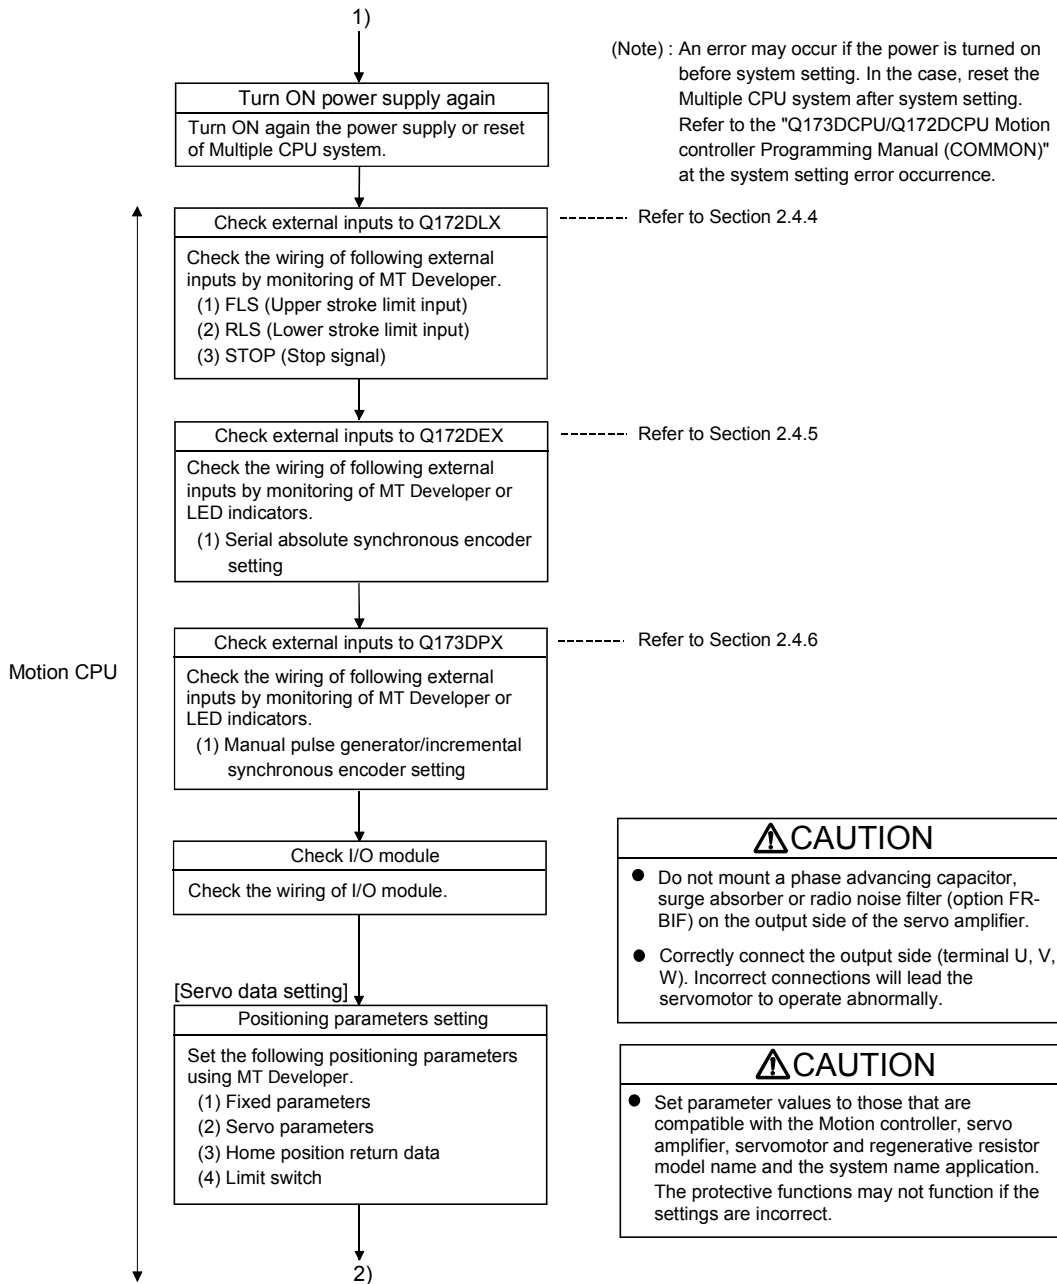 1)
(Note) : An error may occur if the power is turned on
before system setting. In the case, reset the
Multiple CPU system after system setting.
Refer to the "Q173DCPU/Q172DCPU Motion
controller Programming Manual (COMMON)"
at the system setting error occurrence.
Turn ON power supply again
Turn ON again the power supply or reset
of Multiple CPU system.
Check external inputs to Q172DLX
Refer to Section 2.4.4
Check the wiring of following external
inputs by monitoring of MT Developer.
(1) FLS (Upper stroke limit input)
(2) RLS (Lower stroke limit input)
(3) STOP (Stop signal)
Check external inputs to Q172DEX
Refer to Section 2.4.5
Check the wiring of following external
inputs by monitoring of MT Developer or
LED indicators.
(1) Serial absolute synchronous encoder
setting
Check external inputs to Q173DPX
Refer to Section 2.4.6
Motion CPU
Check the wiring of following external
inputs by monitoring of MT Developer or
LED indicators.
(1) Manual pulse generator/incremental
synchronous encoder setting
Check I/O module
Check the wiring of I/O module.
CAUTION
● Do not mount a phase advancing capacitor,
surge absorber or radio noise filter (option FR-
BIF) on the output side of the servo amplifier.
● Correctly connect the output side (terminal U, V,
W). Incorrect connections will lead the
servomotor to operate abnormally.
[Servo data setting]
Positioning parameters setting
Set the following positioning parameters
using MT Developer.
(1) Fixed parameters
(2) Servo parameters
(3) Home position return data
(4) Limit switch
CAUTION
● Set parameter values to those that are
compatible with the Motion controller, servo
amplifier, servomotor and regenerative resistor
model name and the system name application.
The protective functions may not function if the
settings are incorrect.
2)